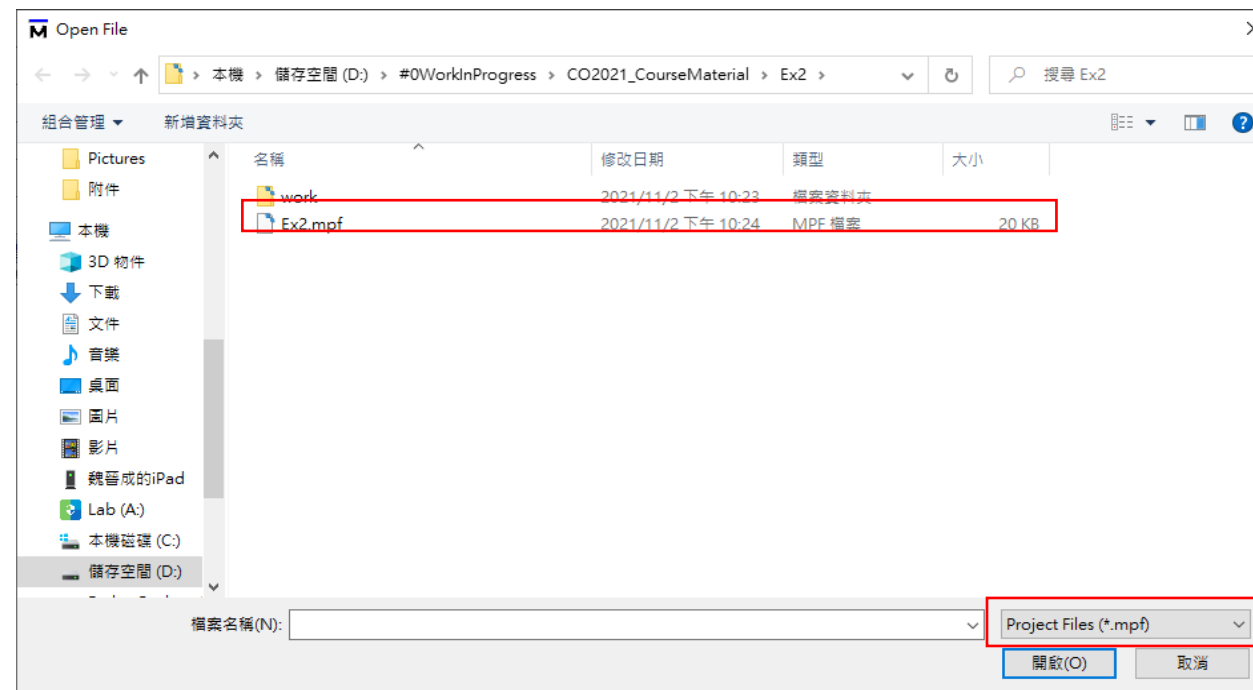 Open File
本機 > 儲存空間 (D:) > #0WorkInProgress > CO2021_CourseMaterial > Ex2 >
搜尋 Ex2
組合管理
新增資料夾
名稱 修改日期 類型 大小
work 2021/11/2 下午 10:23 檔案資料夾
Ex2.mpf 2021/11/2 下午 10:24 MPF 檔案 20 KB
Pictures
附件
本機
3D 物件
下載
文件
音樂
桌面
圖片
影片
魏晉成的iPad
Lab (A:)
本機磁碟 (C:)
儲存空間 (D:)
檔案名稱(N):
Project Files (*.mpf)
開啟(O)
取消